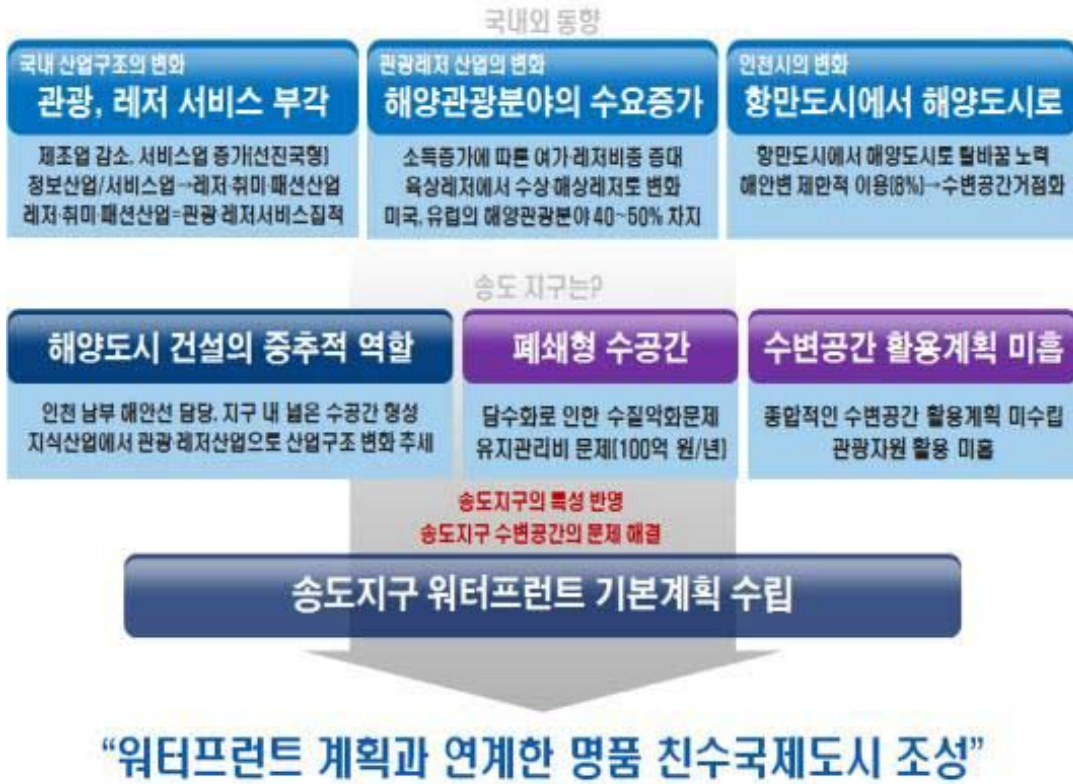 국내외 동향
국내 산업구조의 변화
관광, 레저 서비스 부각
제조업 감소, 서비스업 증가(선진국형)
정보산업/서비스업→레저·취미·패션산업
레저·취미·패션산업=관광·레저서비스집적
관광레저 산업의 변화
해양관광분야의 수요증가
소득증가에 따른 여가·레저비중 증대
육상레저에서 수상·해상레저로 변화
미국, 유럽의 해양관광분야 40~50% 차지
인천시의 변화
항만도시에서 해양도시로
항만도시에서 해양도시로 탈바꿈 노력
해안변 제한적 이용(8%)→수변공간거점화
송도 지구는?
해양도시 건설의 중추적 역할
인천 남부 해안선 담당, 지구 내 넓은 수공간 형성
지식산업에서 관광·레저산업으로 산업구조 변화 추세
폐쇄형 수공간
담수화로 인한 수질악화문제
유지관리비 문제(100억 원/년)
수변공간 활용계획 미흡
종합적인 수변공간 활용계획 미수립
관광자원 활용 미흡
송도지구의 특성 반영
송도지구 수변공간의 문제 해결
송도지구 워터프런트 기본계획 수립
“워터프런트 계획과 연계한 명품 친수국제도시 조성”